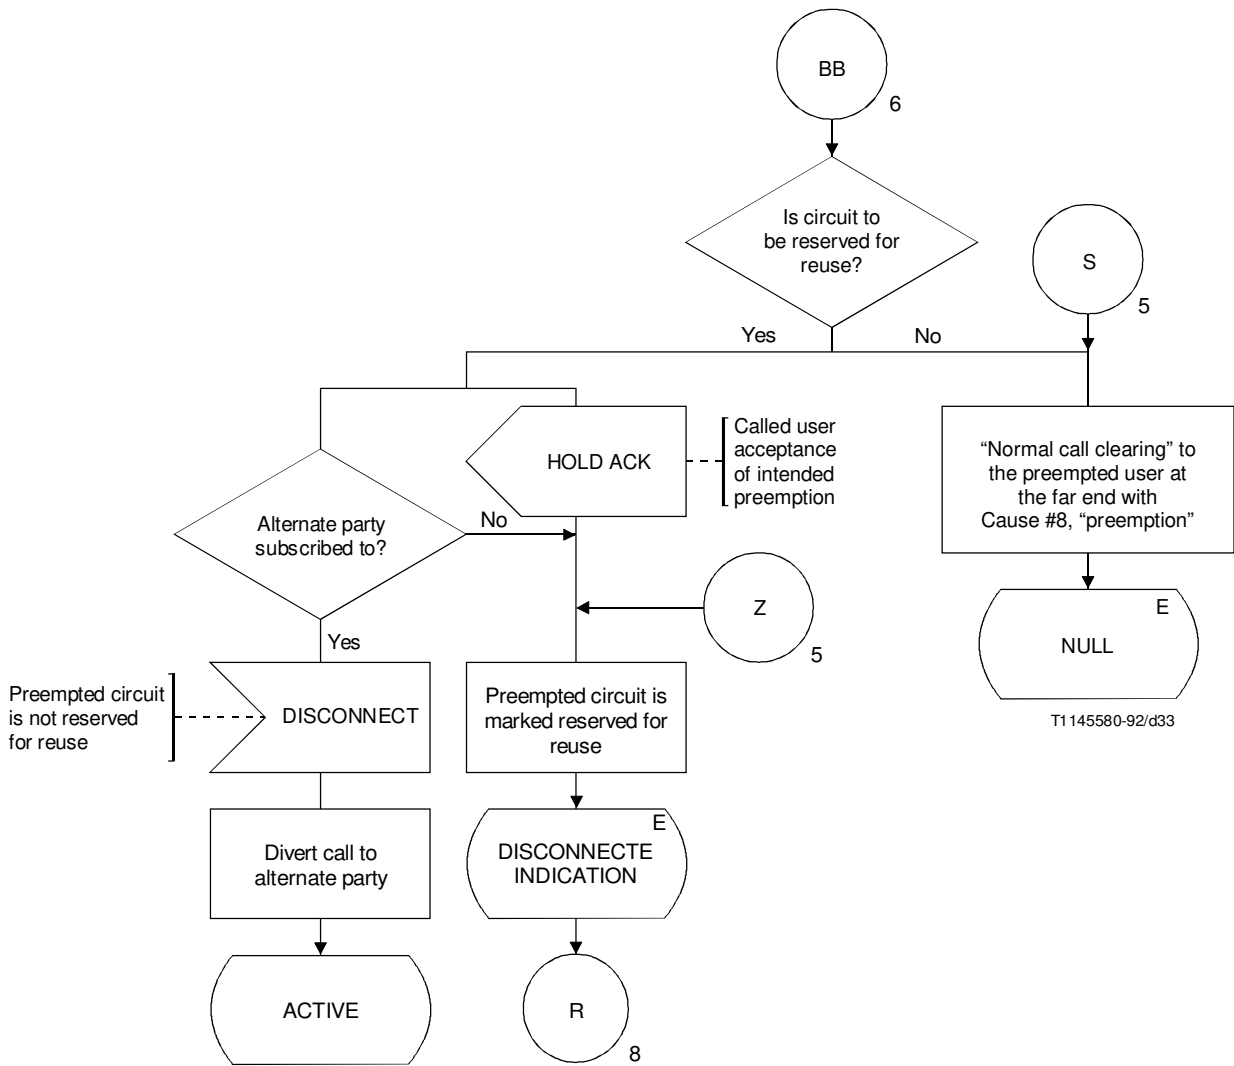 BB
6
Is circuit to
be reserved for
reuse?
S
5
Yes
No
HOLD ACK
Called user
acceptance
of intended
preemption
“Normal call clearing” to
the preempted user at
the far end with
Cause #8, “preemption”
Alternate party
subscribed to?
No
Z
5
E
NULL
Yes
Preempted circuit
is not reserved
for reuse
DISCONNECT
Preempted circuit is
marked reserved for
reuse
T1145580-92/d33
Divert call to
alternate party
E
DISCONNECTE
INDICATION
ACTIVE
R
8